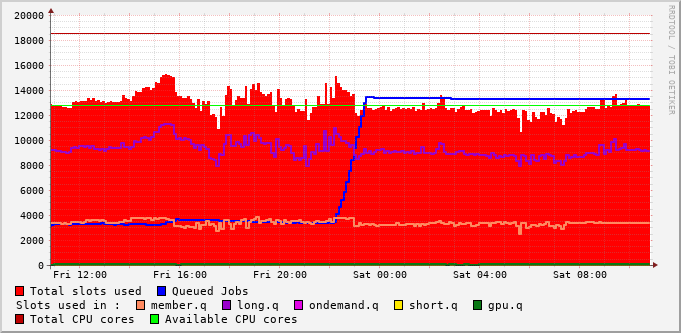 RRDTOOL / TOBI OETIKER
20000
18000
16000
14000
12000
10000
8000
6000
4000
2000
0
Fri 12:00 Fri 16:00 Fri 20:00 Sat 00:00 Sat 04:00 Sat 08:00
Total slots used Queued Jobs
Slots used in : member.q long.q ondemand.q short.q gpu.q
Total CPU cores Available CPU cores